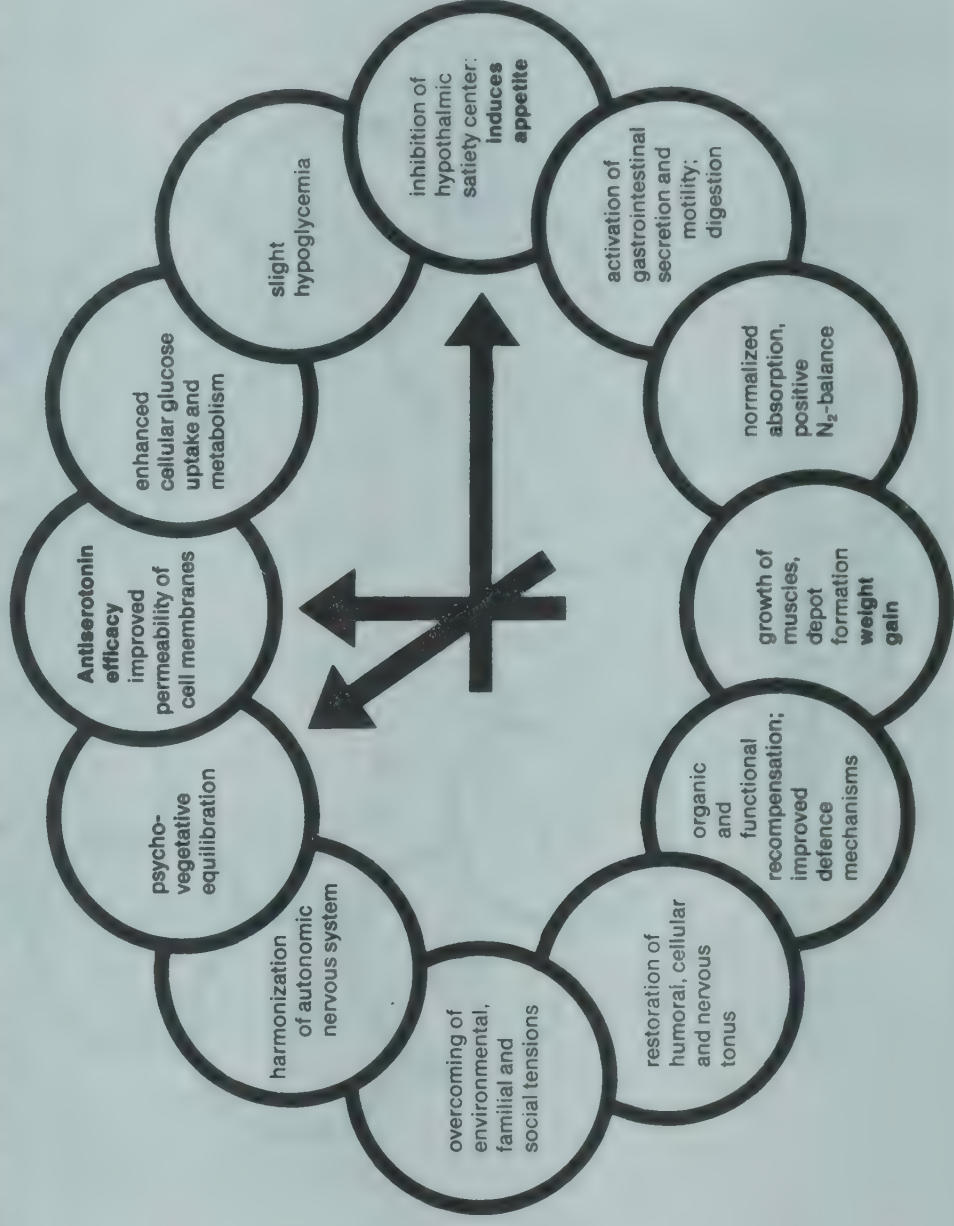 Antiserotonin
efficacy
improved
permeability of
cell membranes
enhanced
cellular glucose
uptake and
metabolism
slight
hypoglycemia
inhibition of
hypothalmic
satiety center:
induces
appetite
activation of
gastrointestinal
secretion and
motility;
digestion
normalized
absorption,
positive
N₂-balance
growth of
muscles,
depot
formation
weight
gain
organic
and
functional
recompensation;
improved
defence
mechanisms
restoration of
humoral, cellular
and nervous
tonus
overcoming of
environmental,
familial and
social tensions
harmonization
of autonomic
nervous system
psycho-
vegetative
equilibration